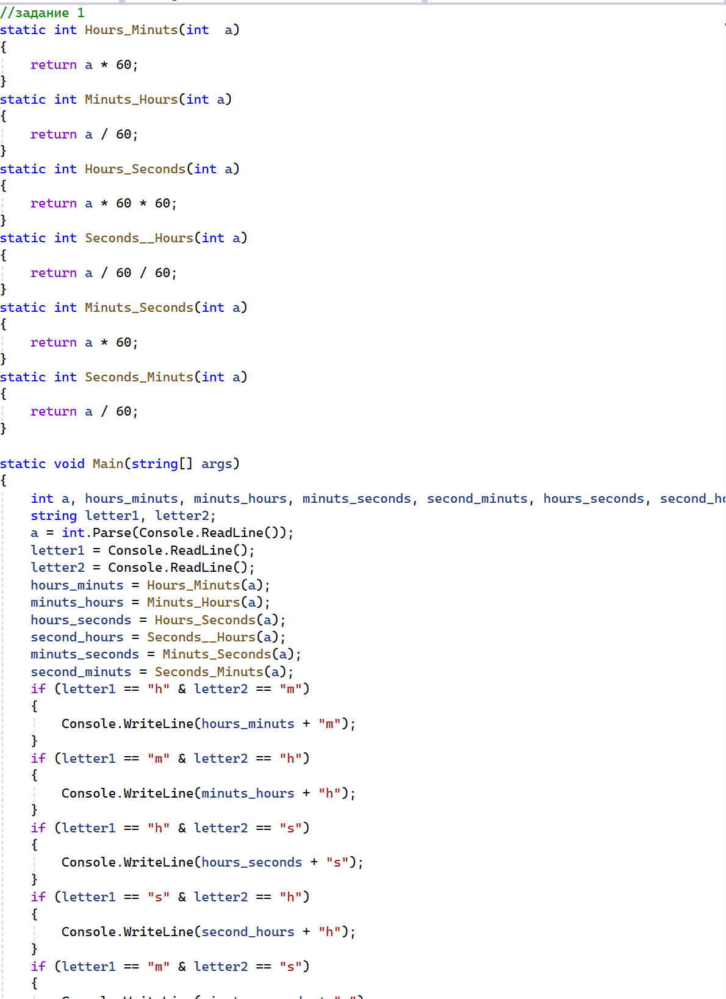 //задание 1
static int Hours_Minuts(int  a)
{
    return a * 60;
}
static int Minuts_Hours(int a)
{
    return a / 60;
}
static int Hours_Seconds(int a)
{
    return a * 60 * 60;
}
static int Seconds__Hours(int a)
{
    return a / 60 / 60;
}
static int Minuts_Seconds(int a)
{
    return a * 60;
}
static int Seconds_Minuts(int a)
{
    return a / 60;
}

static void Main(string[] args)
{
    int a, hours_minuts, minuts_hours, minuts_seconds, second_minuts, hours_seconds,
    string letter1, letter2;
    a = int.Parse(Console.ReadLine());
    letter1 = Console.ReadLine();
    letter2 = Console.ReadLine();
    hours_minuts = Hours_Minuts(a);
    minuts_hours = Minuts_Hours(a);
    hours_seconds = Hours_Seconds(a);
    second_hours = Seconds__Hours(a);
    minuts_seconds = Minuts_Seconds(a);
    second_minuts = Seconds_Minuts(a);
    if (letter1 == "h" & letter2 == "m")
    {
        Console.WriteLine(hours_minuts + "m");
    }
    if (letter1 == "m" & letter2 == "h")
    {
        Console.WriteLine(minuts_hours + "h");
    }
    if (letter1 == "h" & letter2 == "s")
    {
        Console.WriteLine(hours_seconds + "s");
    }
    if (letter1 == "s" & letter2 == "h")
    {
        Console.WriteLine(second_hours + "h");
    }
    if (letter1 == "m" & letter2 == "s")
    {